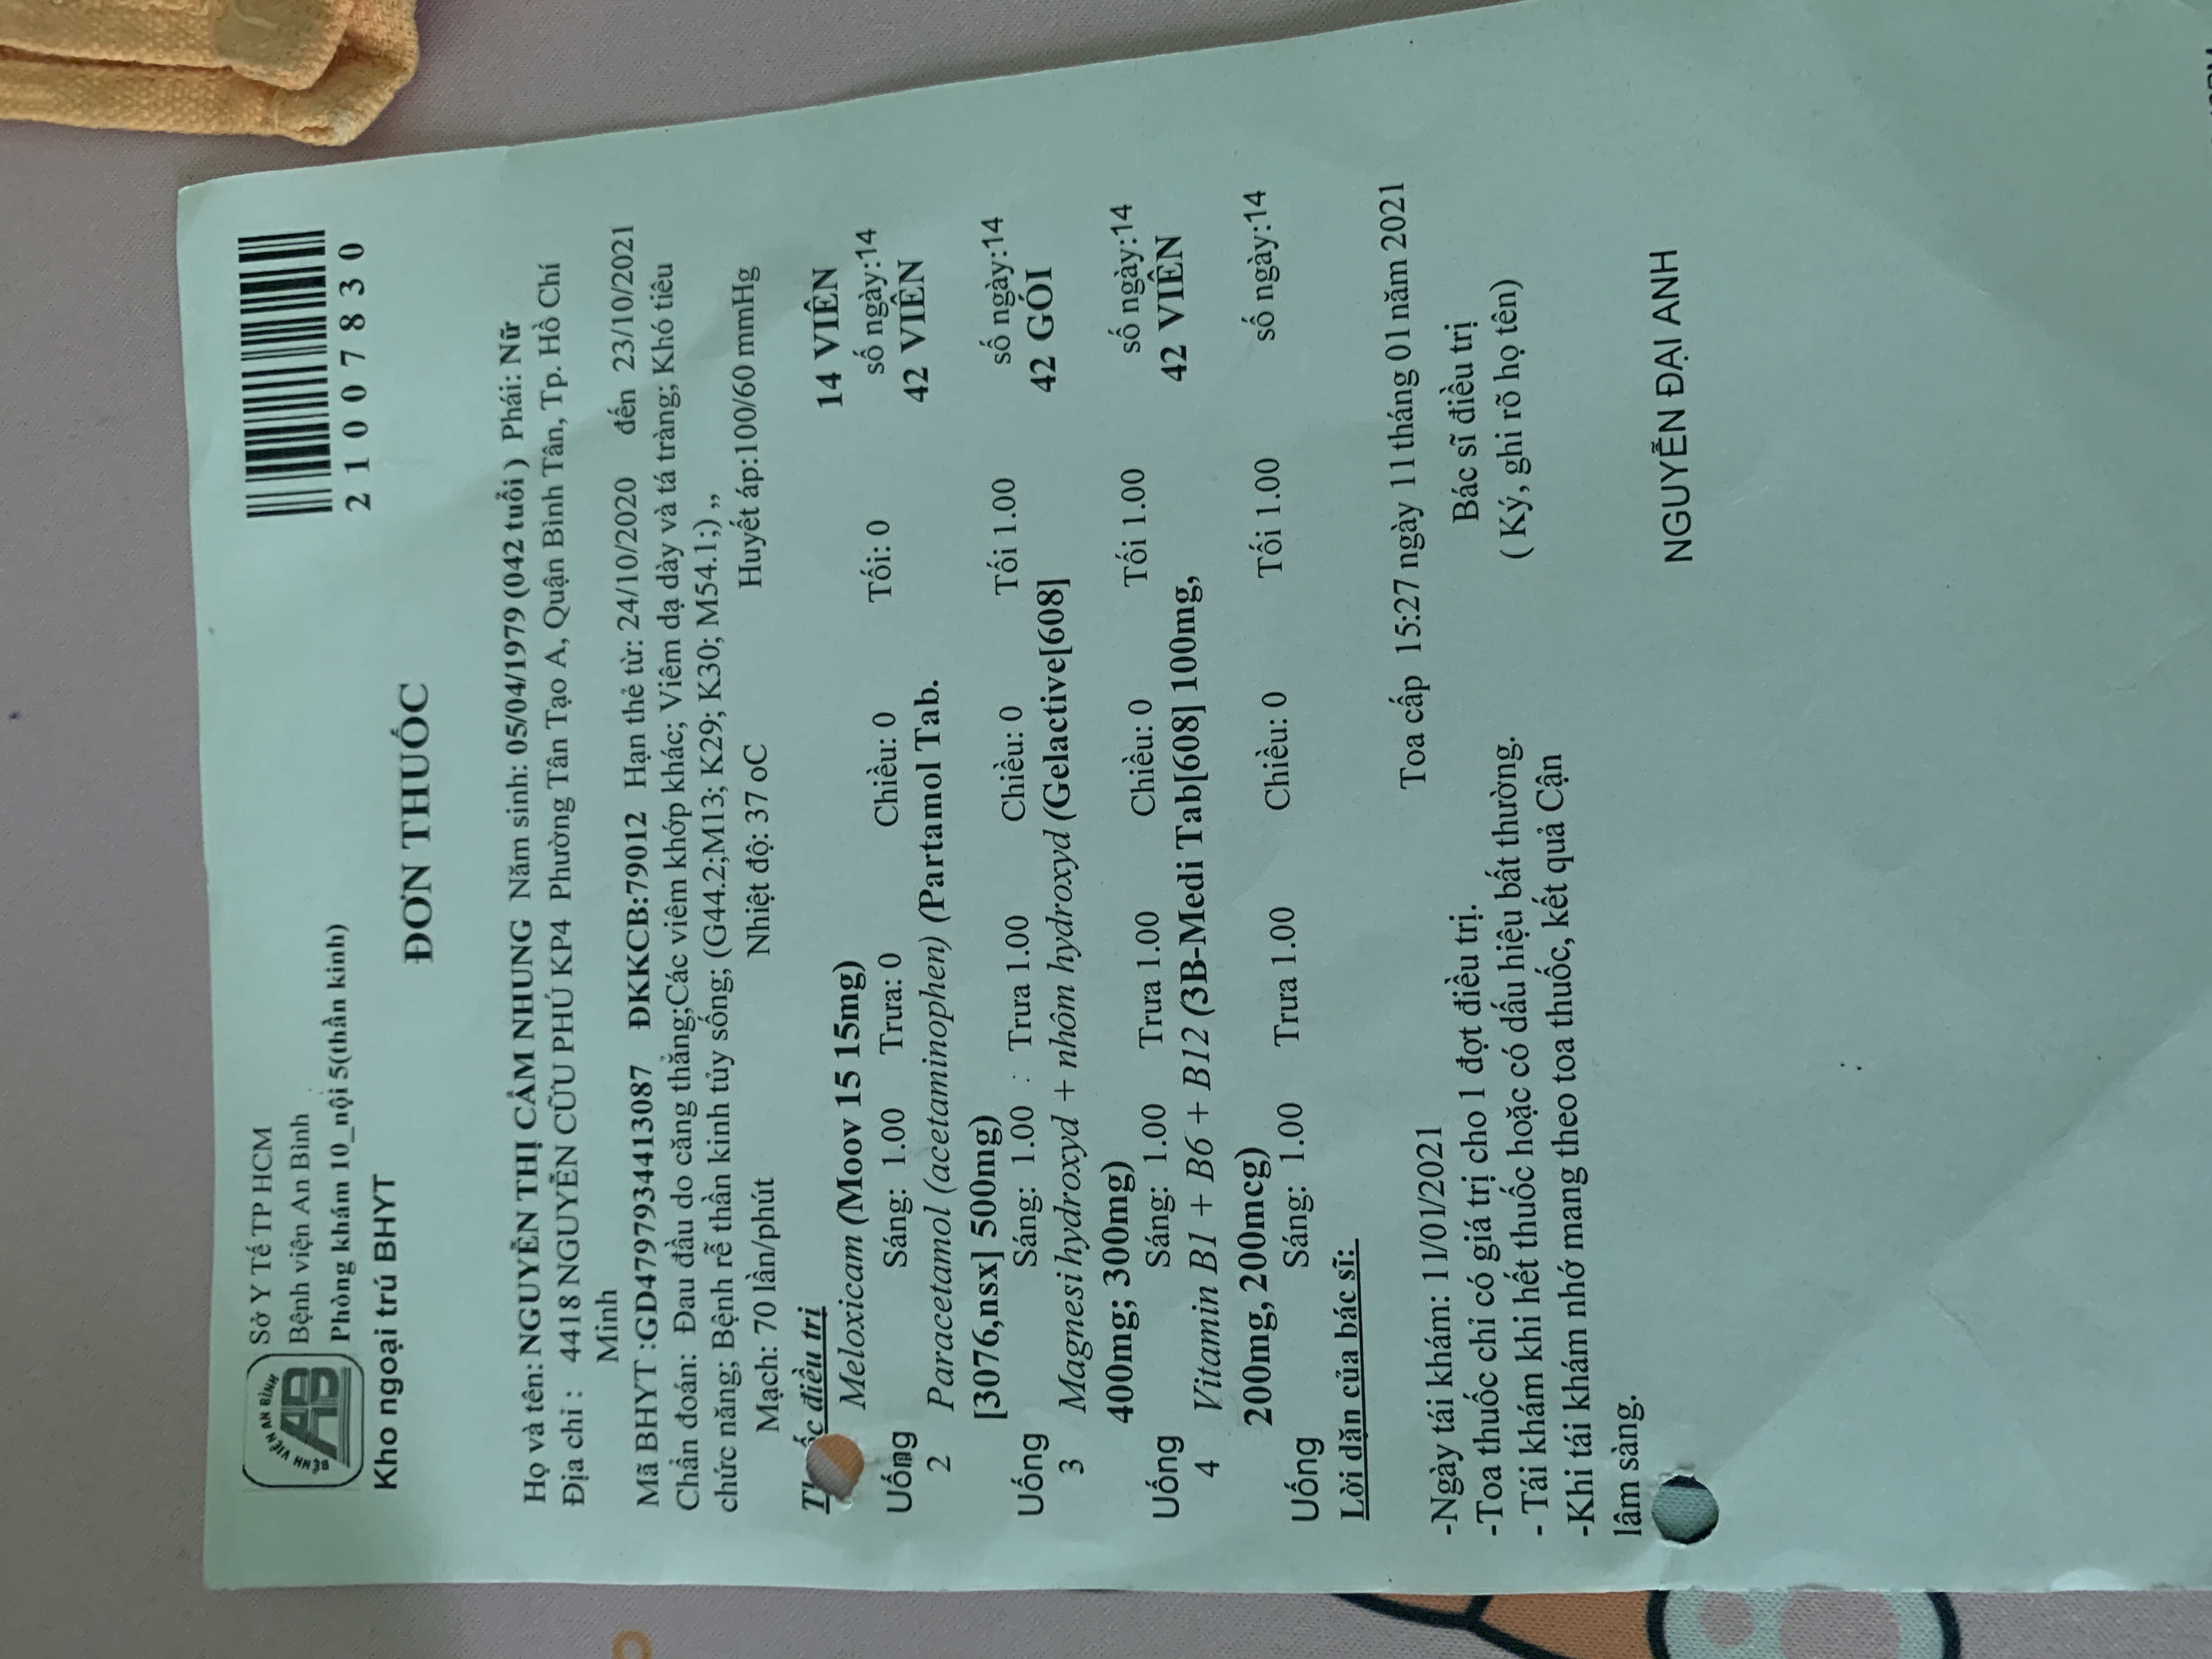 BỆNH VIỆN AN BÌNH
AB
Sở Y Tế TP HCM
Bệnh viện An Bình
Phòng khám 10_nội 5(thần kinh)
Kho ngoại trú BHYT
21007830
ĐƠN THUỐC
Họ và tên: NGUYỄN THỊ CẨM NHUNG Năm sinh: 05/04/1979 (042 tuổi ) Phái: Nữ
Địa chỉ : 4418 NGUYỄN CỮU PHÚ KP4 Phường Tân Tạo A, Quận Bình Tân, Tp. Hồ Chí
Minh
Mã BHYT :GD4797934413087 ĐKKCB:79012 Hạn thẻ từ: 24/10/2020 đến 23/10/2021
Chẩn đoán: Đau đầu do căng thẳng;Các viêm khớp khác; Viêm dạ dày và tá tràng; Khó tiêu
chức năng; Bệnh rễ thần kinh tủy sống; (G44.2;M13; K29; K30; M54.1;) ,,
Mạch: 70 lần/phút Nhiệt độ: 37 oC Huyết áp:100/60 mmHg
điều trị
Meloxicam (Moov 15 15mg) 14 VIÊN
Uống Sáng: 1.00 Trưa: 0 Chiều: 0 Tối: 0 số ngày:14
2 Paracetamol (acetaminophen) (Partamol Tab. 42 VIÊN
[3076,nsx] 500mg)
Uống Sáng: 1.00 Trưa 1.00 Chiều: 0 Tối 1.00 số ngày:14
3 Magnesi hydroxyd + nhôm hydroxyd (Gelactive[608] 42 GÓI
400mg; 300mg)
Uống Sáng: 1.00 Trưa 1.00 Chiều: 0 Tối 1.00 số ngày:14
4 Vitamin B1 + B6 + B12 (3B-Medi Tab[608] 100mg, 42 VIÊN
200mg, 200mcg)
Uống Sáng: 1.00 Trưa 1.00 Chiều: 0 Tối 1.00 số ngày:14
Lời dặn của bác sĩ:
Toa cấp 15:27 ngày 11 tháng 01 năm 2021
-Ngày tái khám: 11/01/2021
-Toa thuốc chỉ có giá trị cho 1 đợt điều trị.
- Tái khám khi hết thuốc hoặc có dấu hiệu bất thường.
-Khi tái khám nhớ mang theo toa thuốc, kết quả Cận
lâm sàng.
Bác sĩ điều trị
( Ký, ghi rõ họ tên)
NGUYỄN ĐẠI ANH